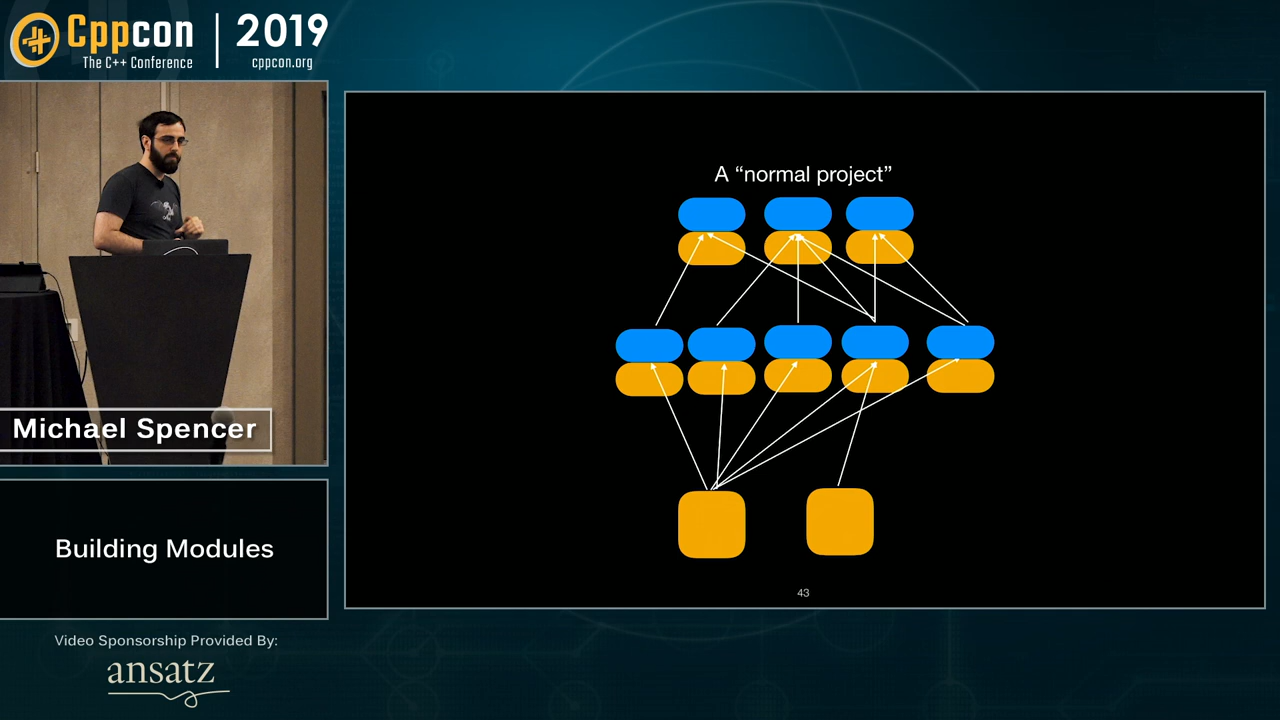 Cppcon
The C++ Conference
2019
cppcon.org
Michael Spencer
Building Modules
Video Sponsorship Provided By:
ansatz
A “normal project”
43